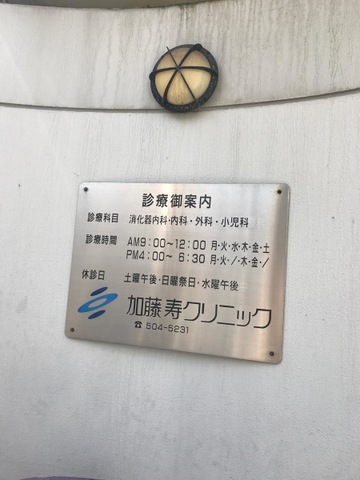 診療御案内
診療科目 消化器内科・内科・外科・小児科
診療時間 AM9:00〜12:00 月・火・水・木・金・土
PM4:00〜 6:30 月・火・/・木・金・/
休診日 土曜午後・日曜祭日・水曜午後
加藤寿クリニック
☎ 504-5231